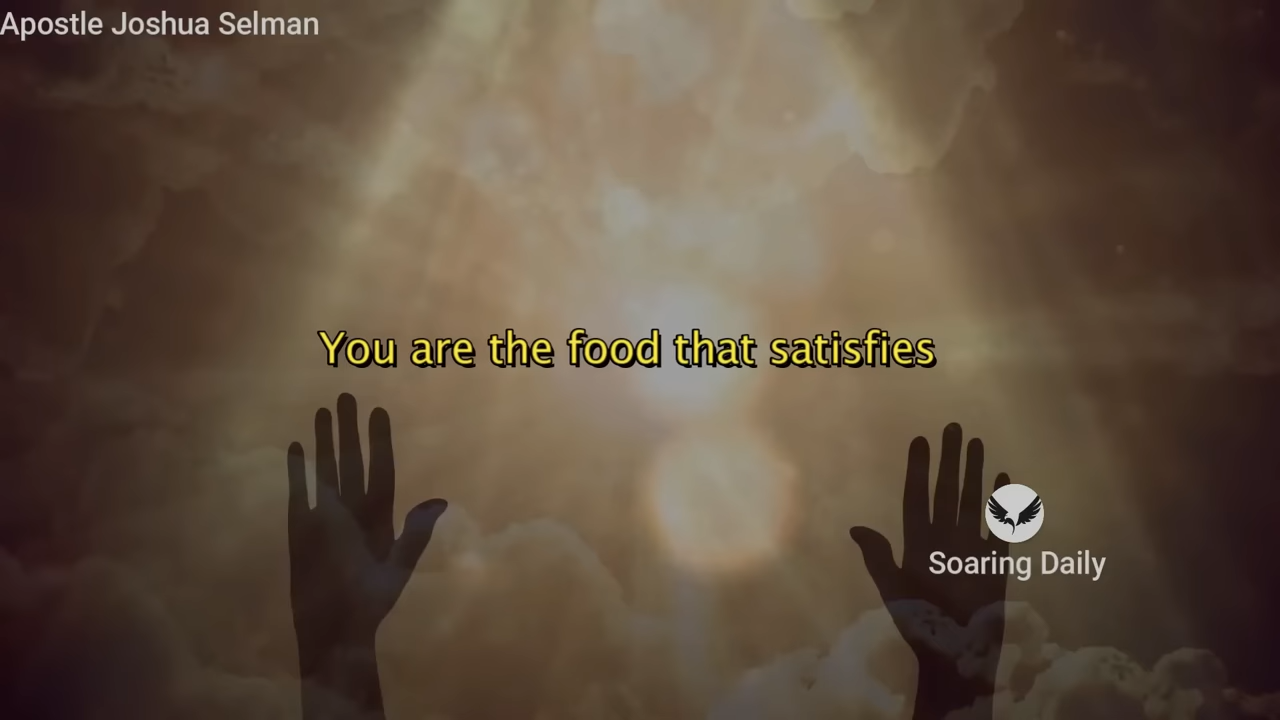 Apostle Joshua Selman
You are the food that satisfies
Soaring Daily